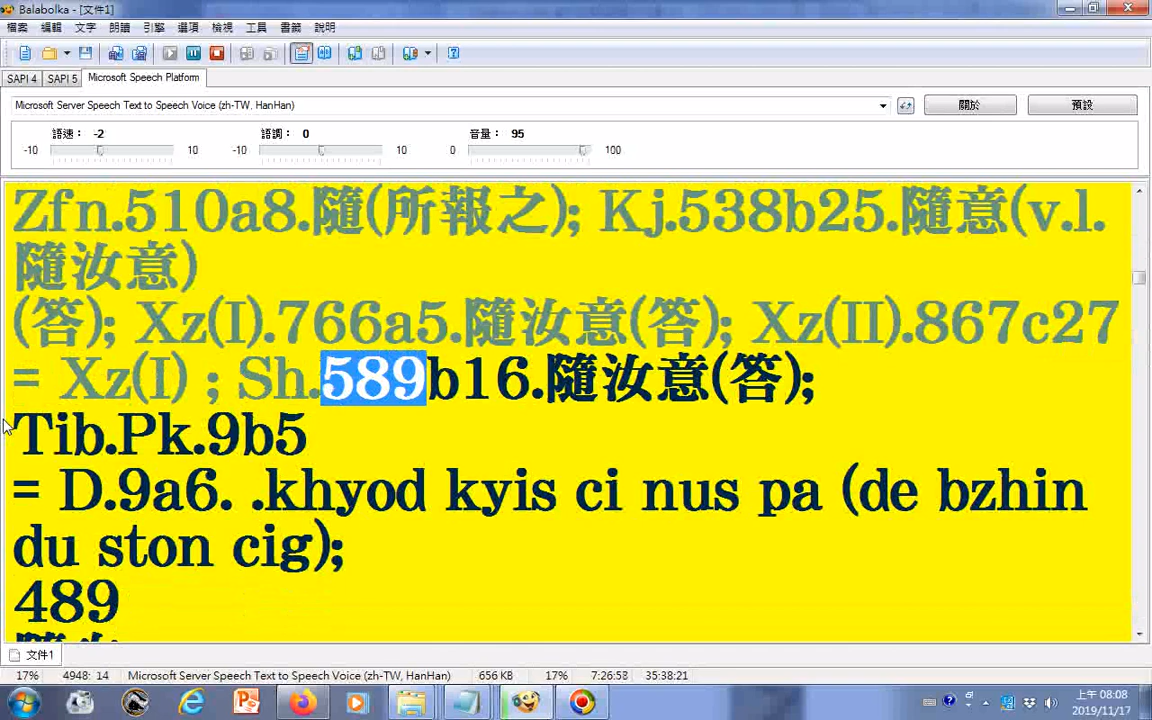 Balabolka - [文件1]
檔案 編輯 文字 朗讀 引擎 選項 檢視 工具 書籤 說明
SAPI 4 SAPI 5 Microsoft Speech Platform
Microsoft Server Speech Text to Speech Voice (zh-TW, HanHan) 關於 預設
語速： -2 語調： 0 音量： 95
-10 10 -10 10 0 100
Zfn.510a8.隨(所報之); Kj.538b25.隨意(v.l.
隨汝意)
(答); Xz(I).766a5.隨汝意(答); Xz(II).867c27
= Xz(I) ; Sh.589b16.隨汝意(答);
Tib.Pk.9b5
= D.9a6. .khyod kyis ci nus pa (de bzhin
du ston cig);
489
文件1
17% 4948: 14 Microsoft Server Speech Text to Speech Voice (zh-TW, HanHan) 656 KB 17% 7:26:58 35:38:21
上午 08:08
2019/11/17